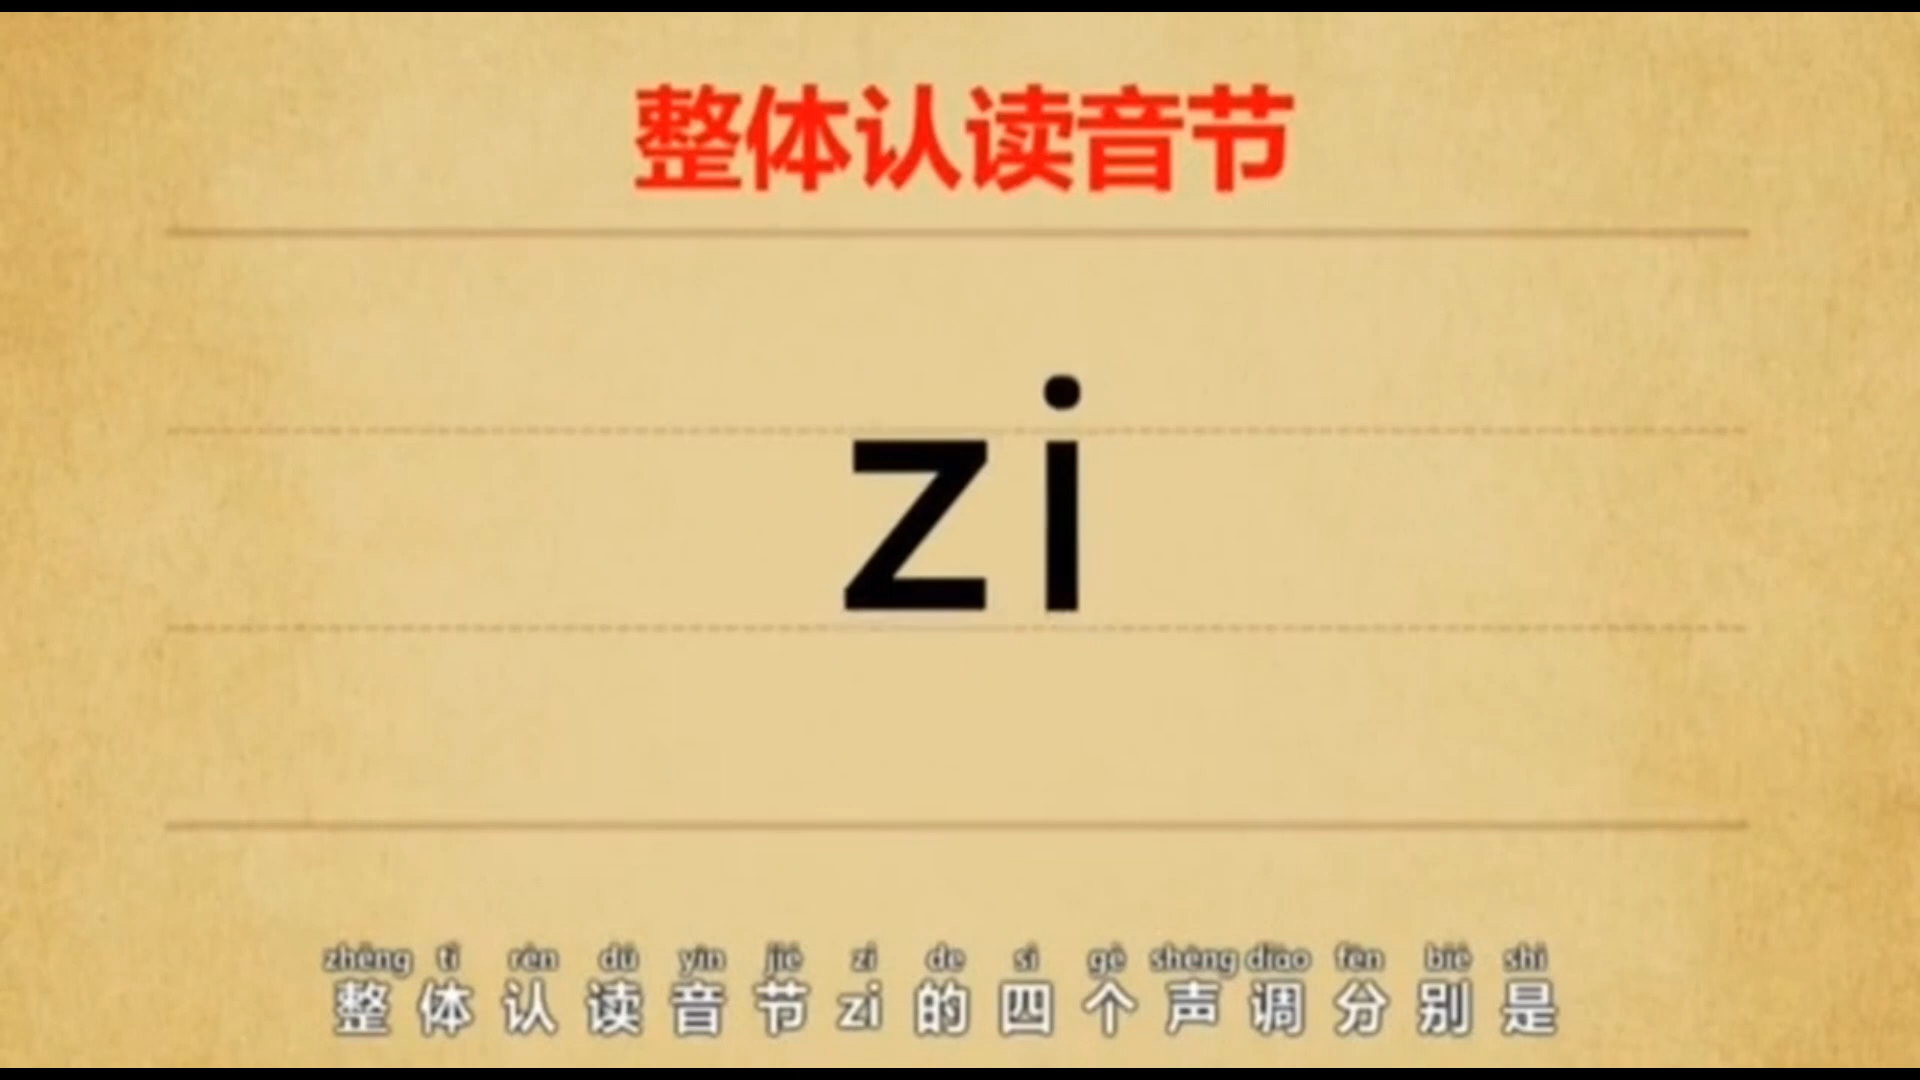 整体认读音节
zi
zhěng tǐ rèn dú yīn jié zi de sì gè shēng diào fēn bié shì
整体认读音节zi的四个声调分别是